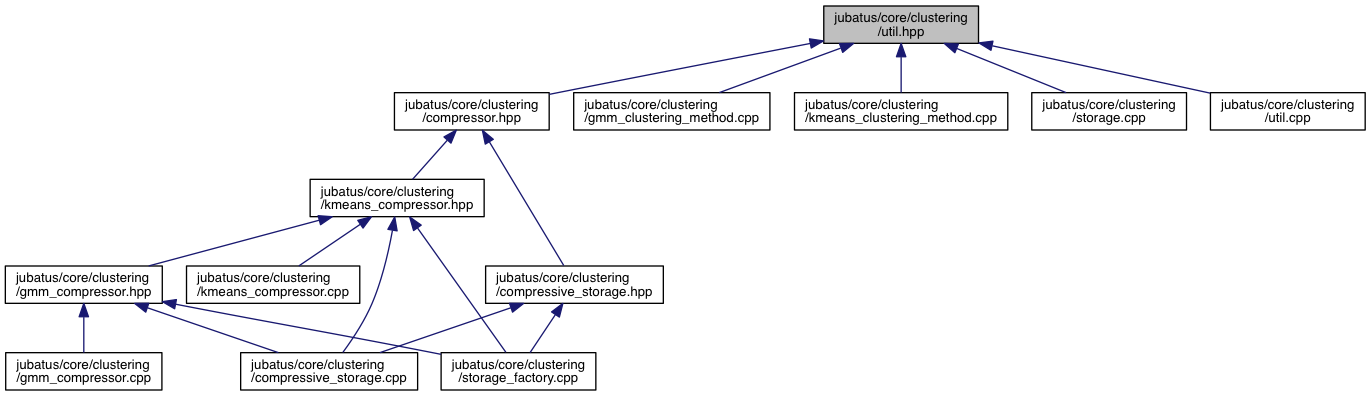 jubatus/core/clustering
/util.hpp
jubatus/core/clustering
/compressor.hpp
jubatus/core/clustering
/gmm_clustering_method.cpp
jubatus/core/clustering
/kmeans_clustering_method.cpp
jubatus/core/clustering
/storage.cpp
jubatus/core/clustering
/util.cpp
jubatus/core/clustering
/kmeans_compressor.hpp
jubatus/core/clustering
/gmm_compressor.hpp
jubatus/core/clustering
/kmeans_compressor.cpp
jubatus/core/clustering
/compressive_storage.hpp
jubatus/core/clustering
/gmm_compressor.cpp
jubatus/core/clustering
/compressive_storage.cpp
jubatus/core/clustering
/storage_factory.cpp